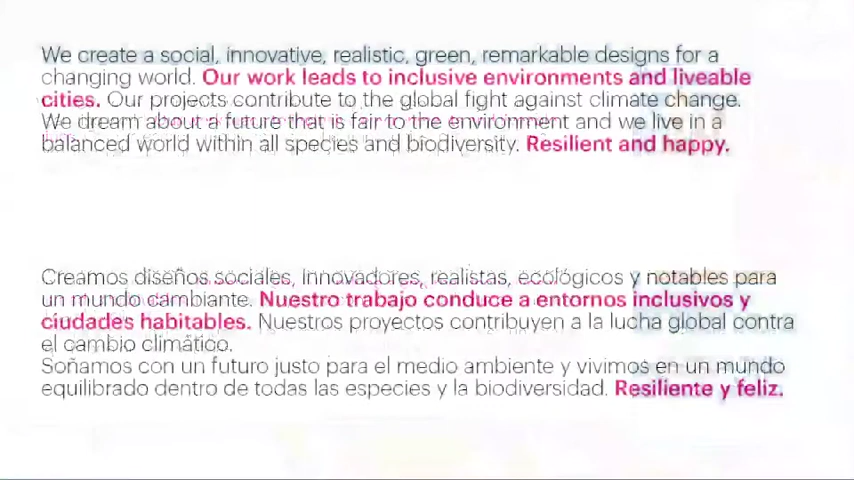 We create a social, innovative, realistic, green, remarkable designs for a
changing world. Our work leads to inclusive environments and liveable
cities. Our projects contribute to the global fight against climate change.
We dream about a future that is fair to the environment and we live in a
balanced world within all species and biodiversity. Resilient and happy.
Creamos diseños sociales, innovadores, realistas, ecológicos y notables para
un mundo cambiante. Nuestro trabajo conduce a entornos inclusivos y
ciudades habitables. Nuestros proyectos contribuyen a la lucha global contra
el cambio climático.
Soñamos con un futuro justo para el medio ambiente y vivimos en un mundo
equilibrado dentro de todas las especies y la biodiversidad. Resiliente y feliz.